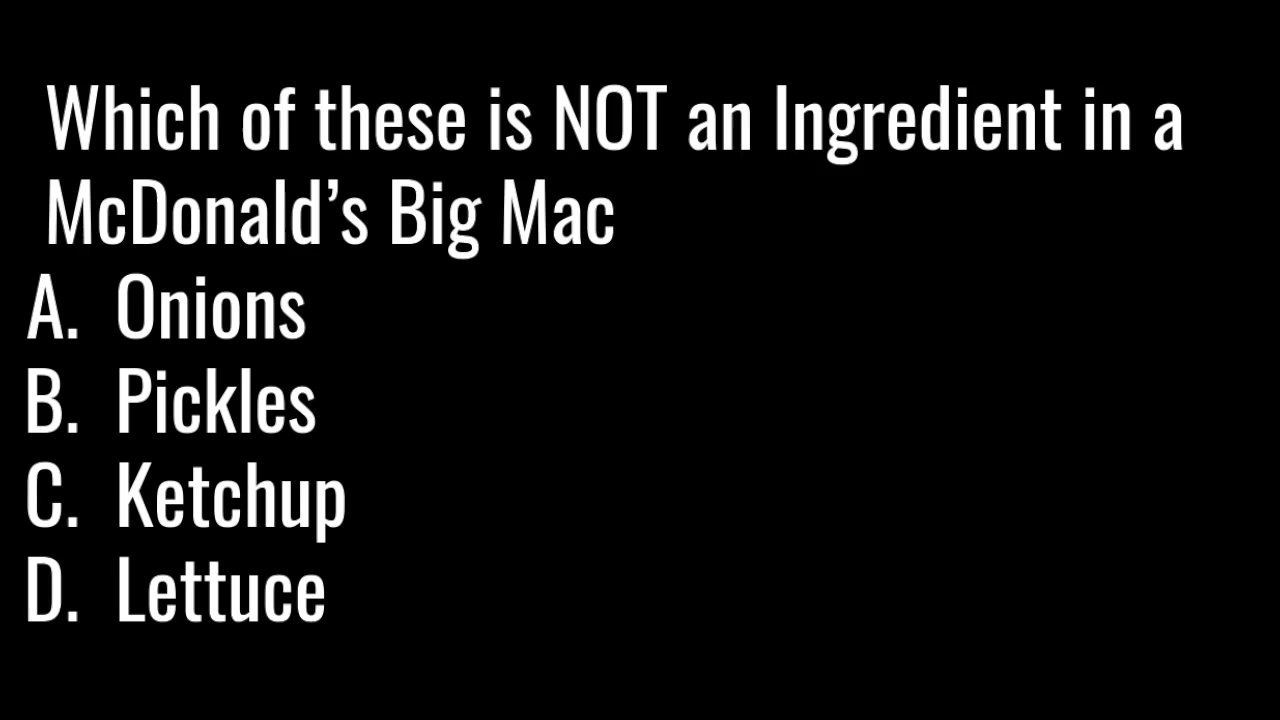 Which of these is NOT an Ingredient in a
McDonald’s Big Mac
A. Onions
B. Pickles
C. Ketchup
D. Lettuce